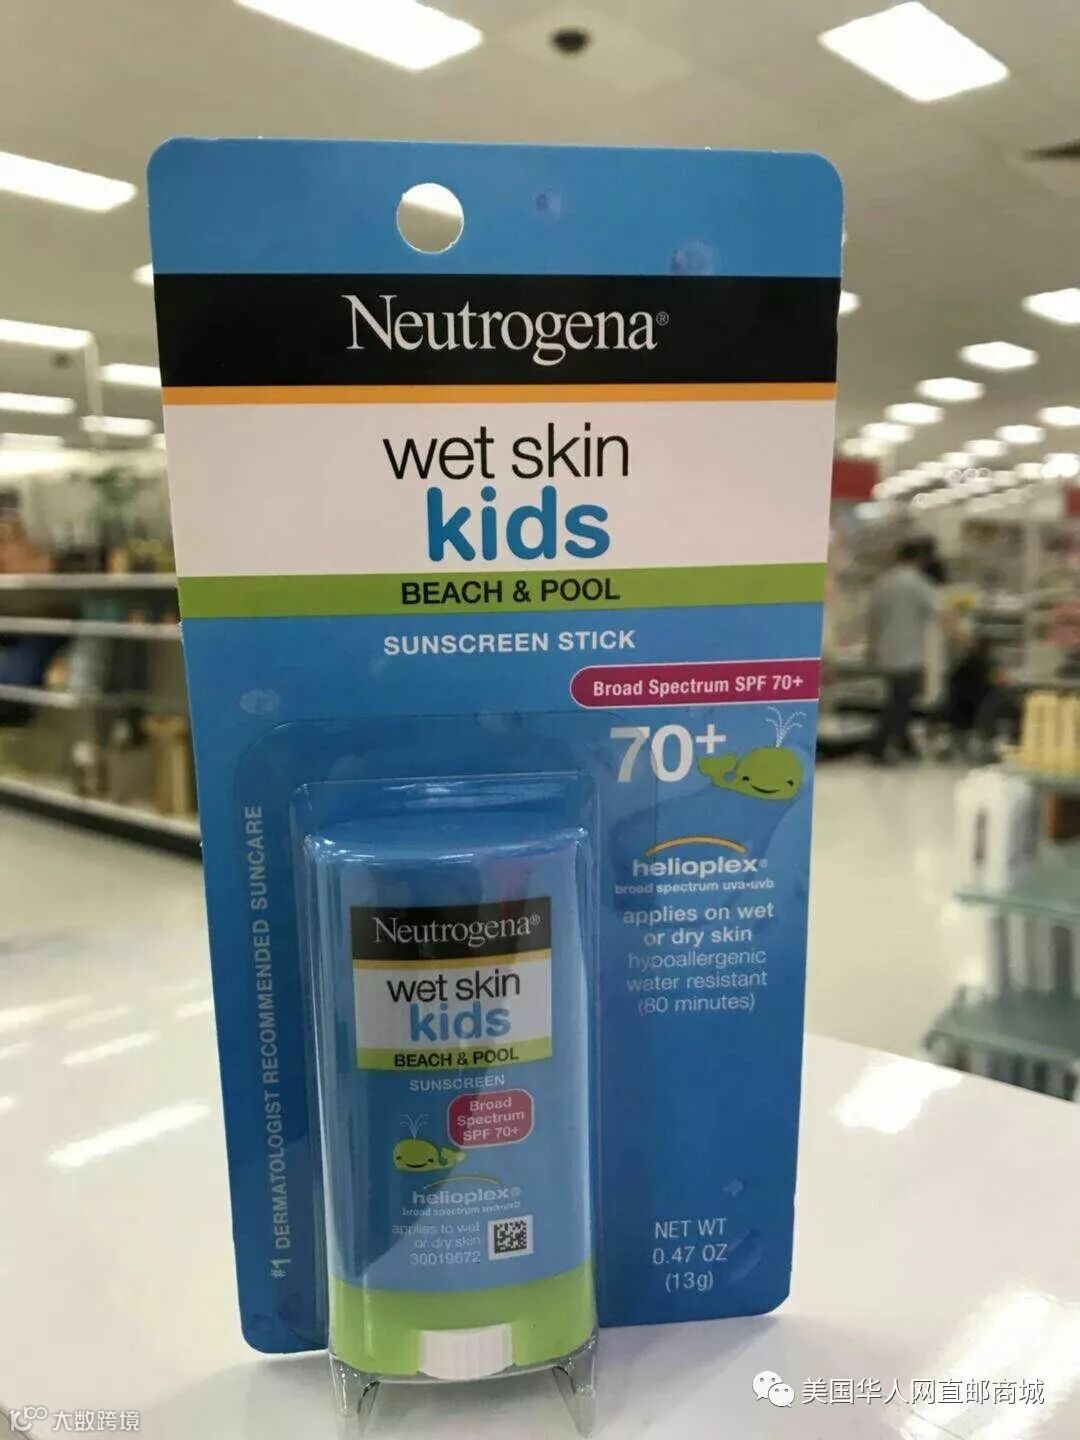 Neutrogena®
wet skin
kids
BEACH & POOL
SUNSCREEN STICK
Broad Spectrum SPF 70+
70+
helioplex®
broad spectrum uva•uvb
applies on wet
or dry skin
hypoallergenic
water resistant
(80 minutes)
#1 DERMATOLOGIST RECOMMENDED SUNCARE
Neutrogena®
wet skin
kids
BEACH & POOL
SUNSCREEN
Broad
Spectrum
SPF 70+
helioplex®
broad spectrum uva•uvb
applies to wet
or dry skin
30019672
NET WT
0.47 OZ
(13g)
美国华人网直邮商城
大数跨境